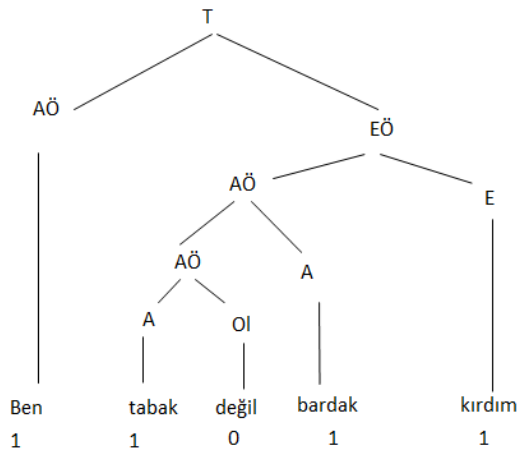 T
AÖ
EÖ
AÖ
E
AÖ
A
A
Ol
Ben tabak değil bardak kırdım
1 1 0 1 1